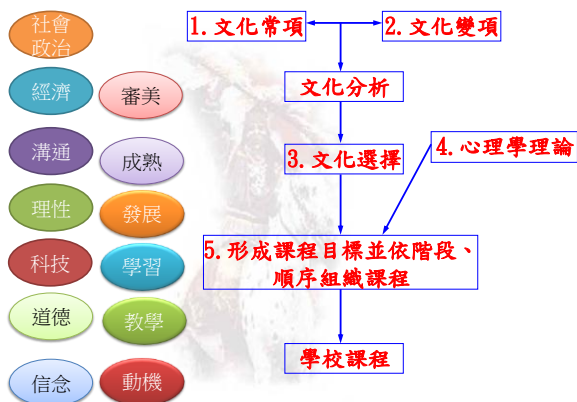 社會
政治
經濟
審美
溝通
成熟
理性
發展
科技
學習
道德
教學
信念
動機
1.文化常項
2.文化變項
文化分析
3.文化選擇
4.心理學理論
5.形成課程目標並依階段、
順序組織課程
學校課程